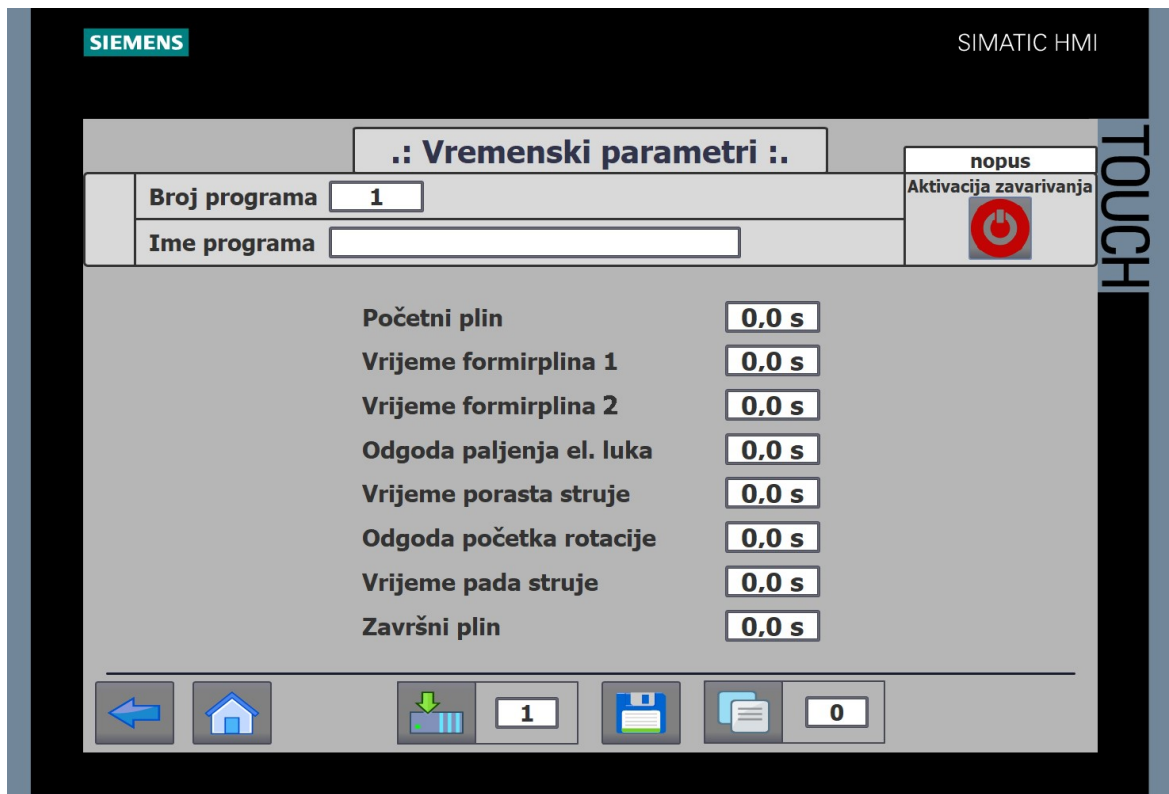 SIEMENS
SIMATIC HMI
TOUCH
.: Vremenski parametri :.
nopus
Broj programa 1
Aktivacija zavarivanja
Ime programa
Početni plin 0,0 s
Vrijeme formirplina 1 0,0 s
Vrijeme formirplina 2 0,0 s
Odgoda paljenja el. luka 0,0 s
Vrijeme porasta struje 0,0 s
Odgoda početka rotacije 0,0 s
Vrijeme pada struje 0,0 s
Završni plin 0,0 s
1 0